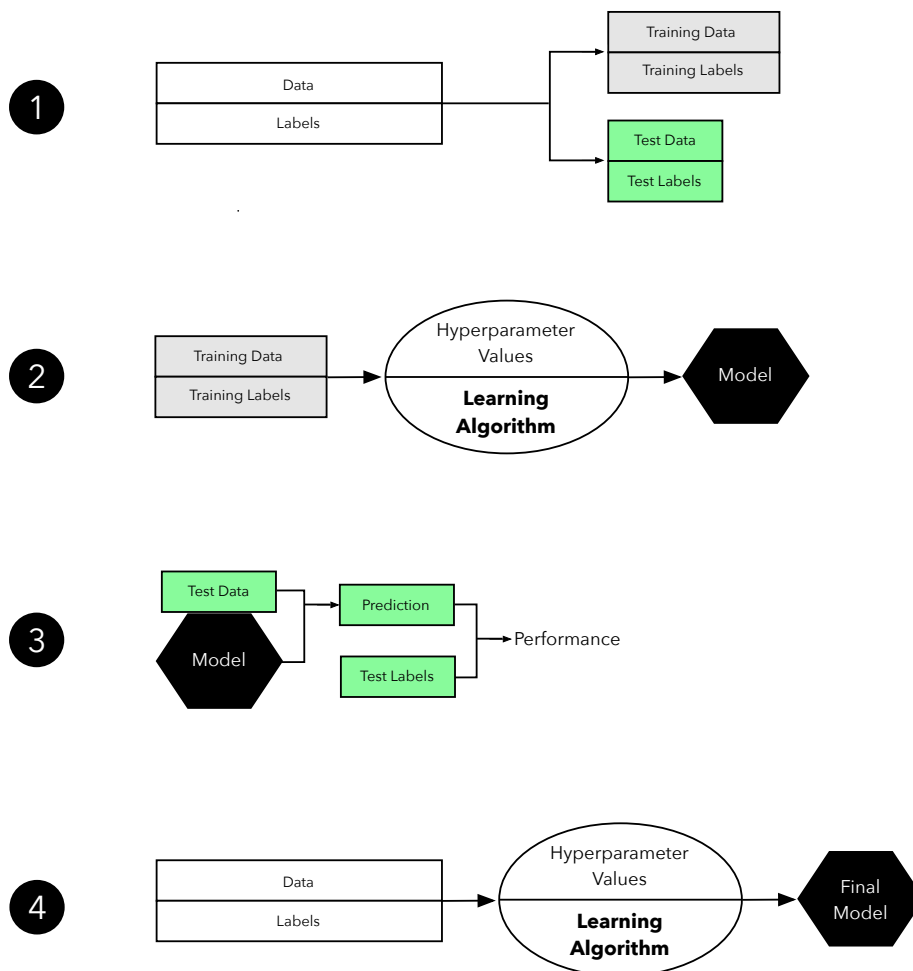 1
Data
Labels
Training Data
Training Labels
Test Data
Test Labels
2
Training Data
Training Labels
Hyperparameter
Values
Learning
Algorithm
Model
3
Test Data
Model
Prediction
Test Labels
Performance
4
Data
Labels
Hyperparameter
Values
Learning
Algorithm
Final
Model